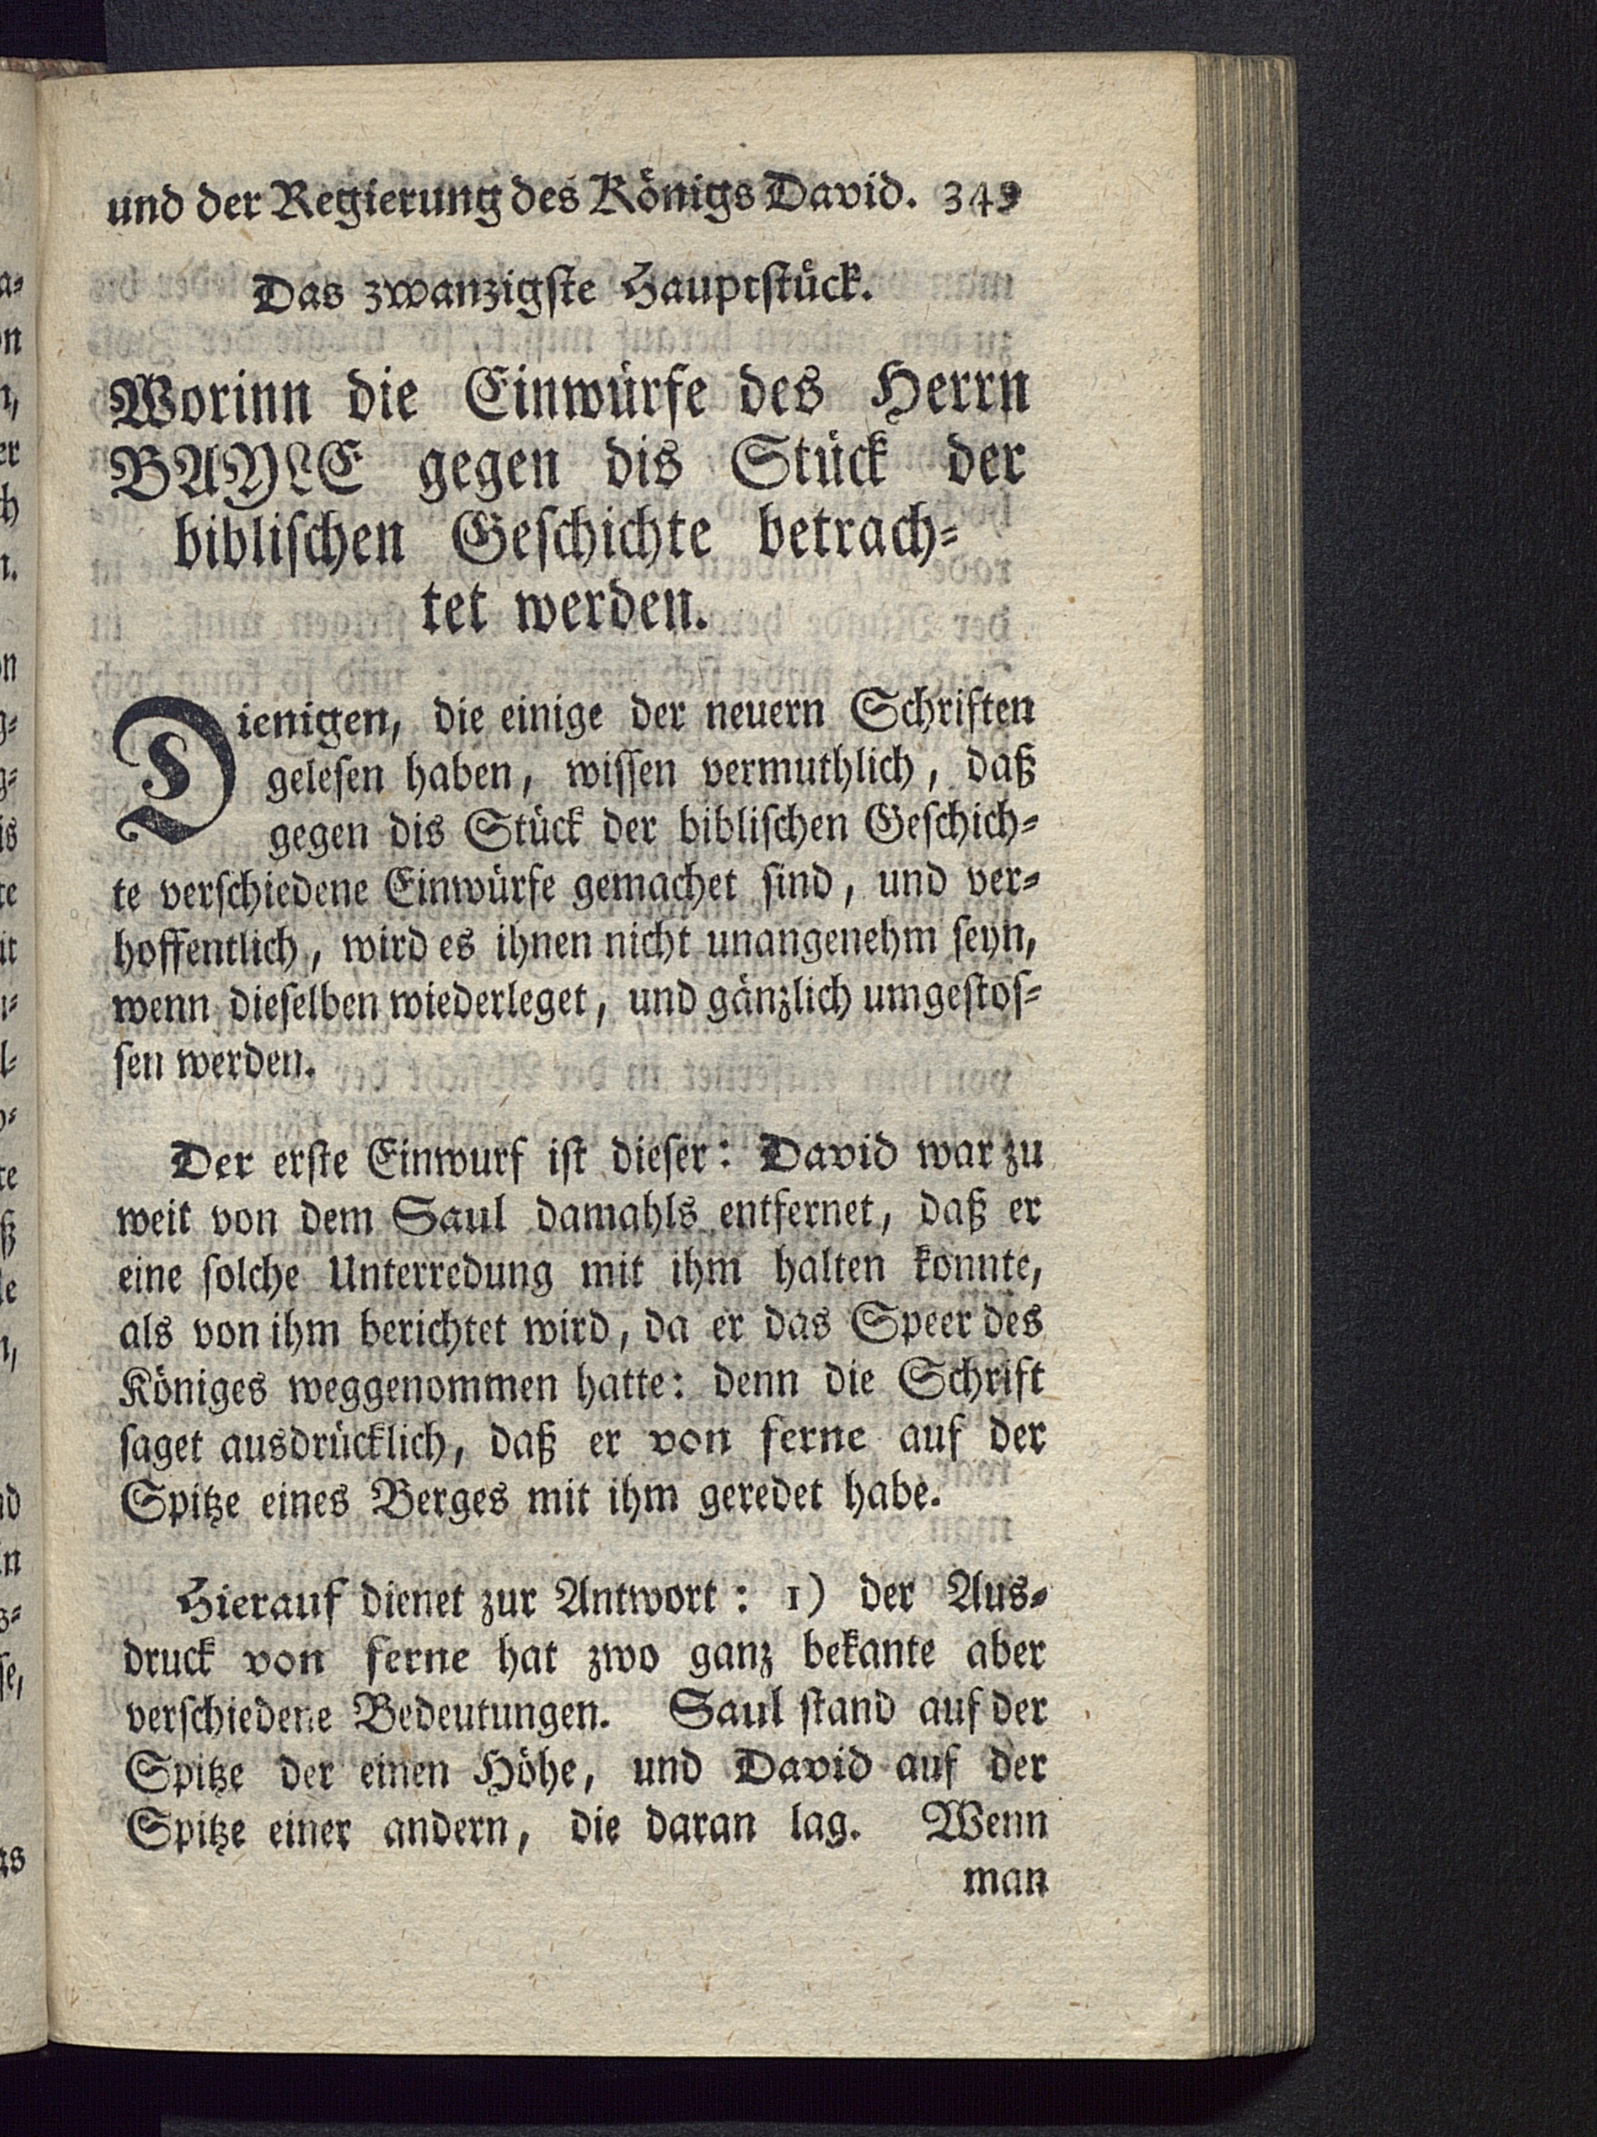 und der Regierung des Königs David. 349
Das zwanzigſte Hauptſtück.
Worinn die Einwürfe des Herrn
BAYLE gegen dis Stück der
bibliſchen Geſchichte betrach⸗
tet werden.
Dienigen, die einige der neuern Schriften
geleſen haben, wiſſen vermuthlich, daß
gegen dis Stück der bibliſchen Geſchich⸗
te verſchiedene Einwürfe gemachet ſind, und ver⸗
hoffentlich, wird es ihnen nicht unangenehm ſeyn,
wenn dieſelben wiederleget, und gänzlich umgeſtoſ⸗
ſen werden.
Der erſte Einwurf iſt dieſer: David war zu
weit von dem Saul damahls entfernet, daß er
eine ſolche Unterredung mit ihm halten konnte,
als von ihm berichtet wird, da er das Speer des
Königes weggenommen hatte: denn die Schrift
ſaget ausdrücklich, daß er von ferne auf der
Spitze eines Berges mit ihm geredet habe.
Hierauf dienet zur Antwort: 1) der Aus⸗
druck von ferne hat zwo ganz bekante aber
verſchiedene Bedeutungen. Saul ſtand auf der
Spitze der einen Höhe, und David auf der
Spitze einer andern, die daran lag. Wenn
man